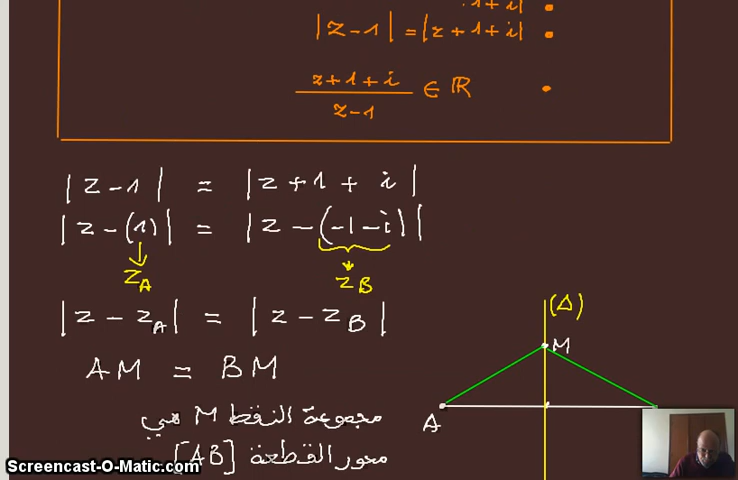 1+i|
|z-1| = |z+1+i| •
(z+1+i)/(z-1) ∈ ℝ •
|z-1| = |z+1+i|
|z-(1)| = |z-(-1-i)|
z_A z_B
|z-z_A| = |z-z_B|
(Δ)
M
AM = BM
A
مجموعة النقط M هي
محور القطعة [AB]
Screencast-O-Matic.com